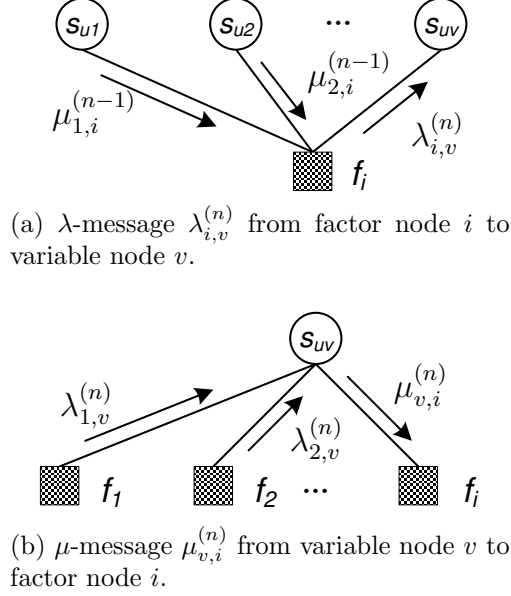 s_{u1} s_{u2} ... s_{uv}
μ_{1,i}^{(n−1)} μ_{2,i}^{(n−1)} λ_{i,v}^{(n)}
f_i
(a) λ-message λ_{i,v}^{(n)} from factor node i to
variable node v.
s_{uv}
λ_{1,v}^{(n)} λ_{2,v}^{(n)} μ_{v,i}^{(n)}
f_1 f_2 ... f_i
(b) μ-message μ_{v,i}^{(n)} from variable node v to
factor node i.